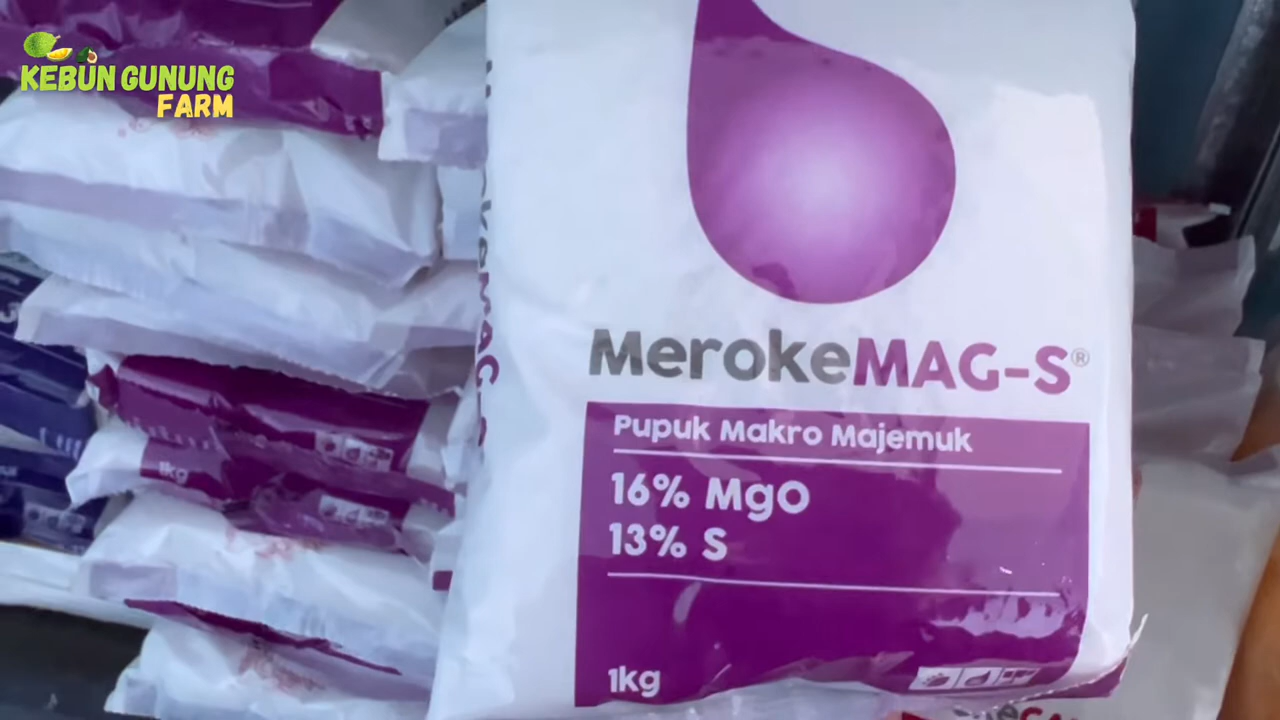 KEBUN GUNUNG
FARM
MerokeMAG-S®
Pupuk Makro Majemuk
16% MgO
13% S
1kg
1kg